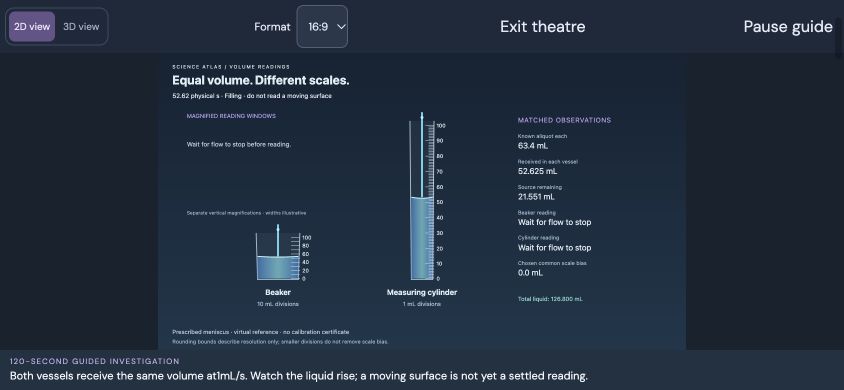 2D view
3D view
Format
16:9
Exit theatre
Pause guide
SCIENCE ATLAS / VOLUME READINGS
Equal volume. Different scales.
52.62 physical s · Filling · do not read a moving surface
MAGNIFIED READING WINDOWS
Wait for flow to stop before reading.
Separate vertical magnifications · widths illustrative
100
80
60
40
20
0
Beaker
10 mL divisions
100
90
80
70
60
50
40
30
20
10
0
Measuring cylinder
1 mL divisions
MATCHED OBSERVATIONS
Known aliquot each
63.4 mL
Received in each vessel
52.625 mL
Source remaining
21.551 mL
Beaker reading
Wait for flow to stop
Cylinder reading
Wait for flow to stop
Chosen common scale bias
0.0 mL
Total liquid: 126.800 mL
Prescribed meniscus · virtual reference · no calibration certificate
Rounding bounds describe resolution only; smaller divisions do not remove scale bias.
120-SECOND GUIDED INVESTIGATION
Both vessels receive the same volume at1mL/s. Watch the liquid rise; a moving surface is not yet a settled reading.